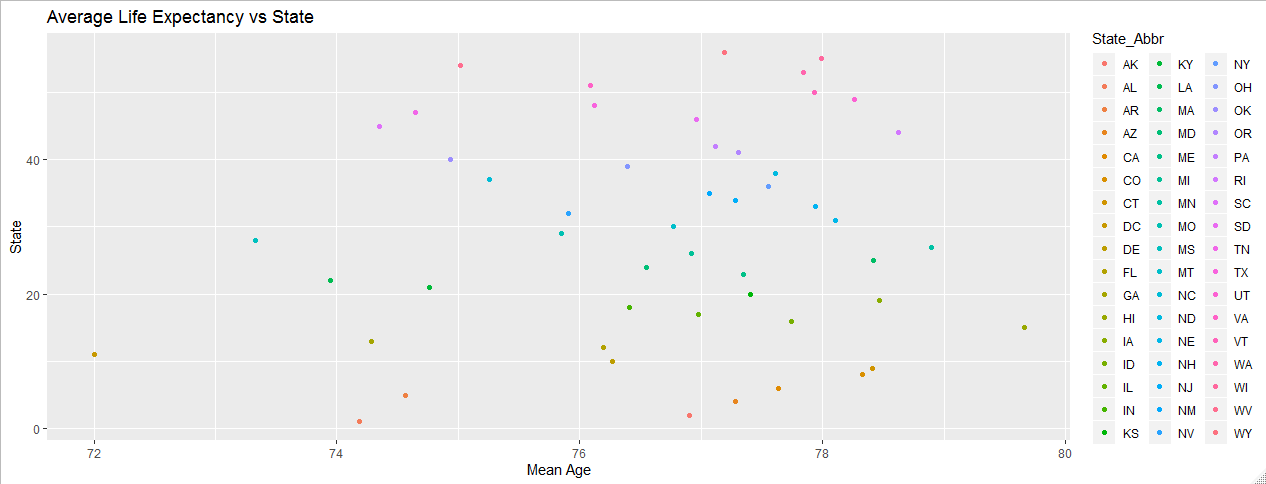 Average Life Expectancy vs State
State
40
20
0
72 74 76 78 80
Mean Age
State_Abbr
AK KY NY
AL LA OH
AR MA OK
AZ MD OR
CA ME PA
CO MI RI
CT MN SC
DC MO SD
DE MS TN
FL MT TX
GA NC UT
HI ND VA
IA NE VT
ID NH WA
IL NJ WI
IN NM WV
KS NV WY